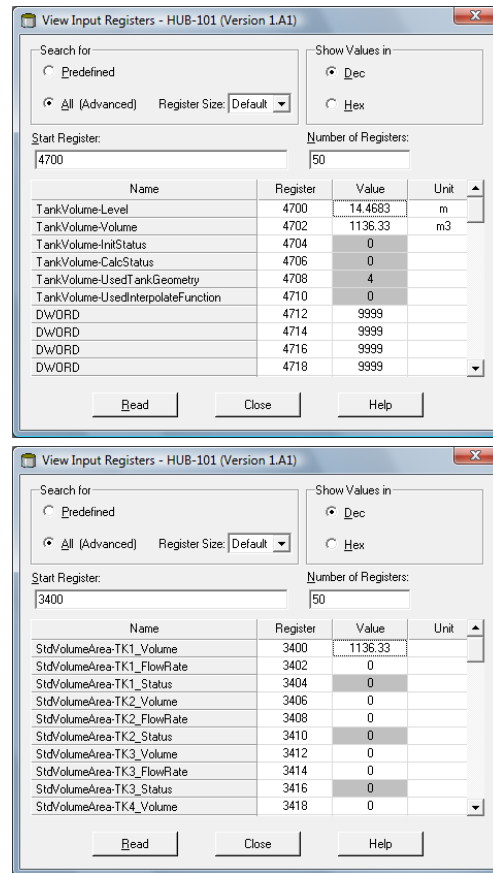 View Input Registers - HUB-101 (Version 1.A1)
Search for
Show Values in
Predefined
Dec
All (Advanced) Register Size: Default
Hex
Start Register:
Number of Registers:
4700
50
Name Register Value Unit
TankVolume-Level 4700 14.4683 m
TankVolume-Volume 4702 1136.33 m3
TankVolume-InitStatus 4704 0
TankVolume-CalcStatus 4706 0
TankVolume-UsedTankGeometry 4708 4
TankVolume-UsedInterpolateFunction 4710 0
DWORD 4712 9999
DWORD 4714 9999
DWORD 4716 9999
DWORD 4718 9999
Read Close Help
View Input Registers - HUB-101 (Version 1.A1)
Search for
Show Values in
Predefined
Dec
All (Advanced) Register Size: Default
Hex
Start Register:
Number of Registers:
3400
50
Name Register Value Unit
StdVolumeArea-TK1_Volume 3400 1136.33
StdVolumeArea-TK1_FlowRate 3402 0
StdVolumeArea-TK1_Status 3404 0
StdVolumeArea-TK2_Volume 3406 0
StdVolumeArea-TK2_FlowRate 3408 0
StdVolumeArea-TK2_Status 3410 0
StdVolumeArea-TK3_Volume 3412 0
StdVolumeArea-TK3_FlowRate 3414 0
StdVolumeArea-TK3_Status 3416 0
StdVolumeArea-TK4_Volume 3418 0
Read Close Help